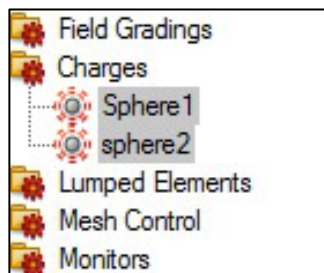 Field Gradings
Charges
Sphere1
sphere2
Lumped Elements
Mesh Control
Monitors